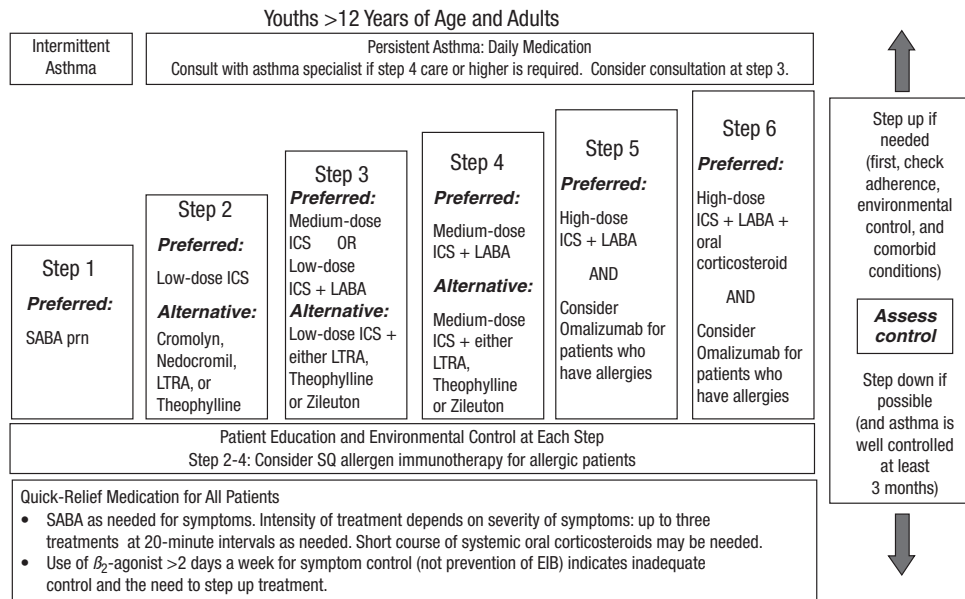 Youths >12 Years of Age and Adults
Intermittent
Asthma
Persistent Asthma: Daily Medication
Consult with asthma specialist if step 4 care or higher is required. Consider consultation at step 3.
Step 1
Preferred:
SABA prn
Step 2
Preferred:
Low-dose ICS
Alternative:
Cromolyn,
Nedocromil,
LTRA, or
Theophylline
Step 3
Preferred:
Medium-dose
ICS OR
Low-dose
ICS + LABA
Alternative:
Low-dose ICS +
either LTRA,
Theophylline
or Zileuton
Step 4
Preferred:
Medium-dose
ICS + LABA
Alternative:
Medium-dose
ICS + either
LTRA,
Theophylline
or Zileuton
Step 5
Preferred:
High-dose
ICS + LABA
AND
Consider
Omalizumab for
patients who
have allergies
Step 6
Preferred:
High-dose
ICS + LABA +
oral
corticosteroid
AND
Consider
Omalizumab for
patients who
have allergies
Patient Education and Environmental Control at Each Step
Step 2-4: Consider SQ allergen immunotherapy for allergic patients
Quick-Relief Medication for All Patients
• SABA as needed for symptoms. Intensity of treatment depends on severity of symptoms: up to three
treatments at 20-minute intervals as needed. Short course of systemic oral corticosteroids may be needed.
• Use of β₂-agonist >2 days a week for symptom control (not prevention of EIB) indicates inadequate
control and the need to step up treatment.
Step up if
needed
(first, check
adherence,
environmental
control, and
comorbid
conditions)
Assess
control
Step down if
possible
(and asthma is
well controlled
at least
3 months)